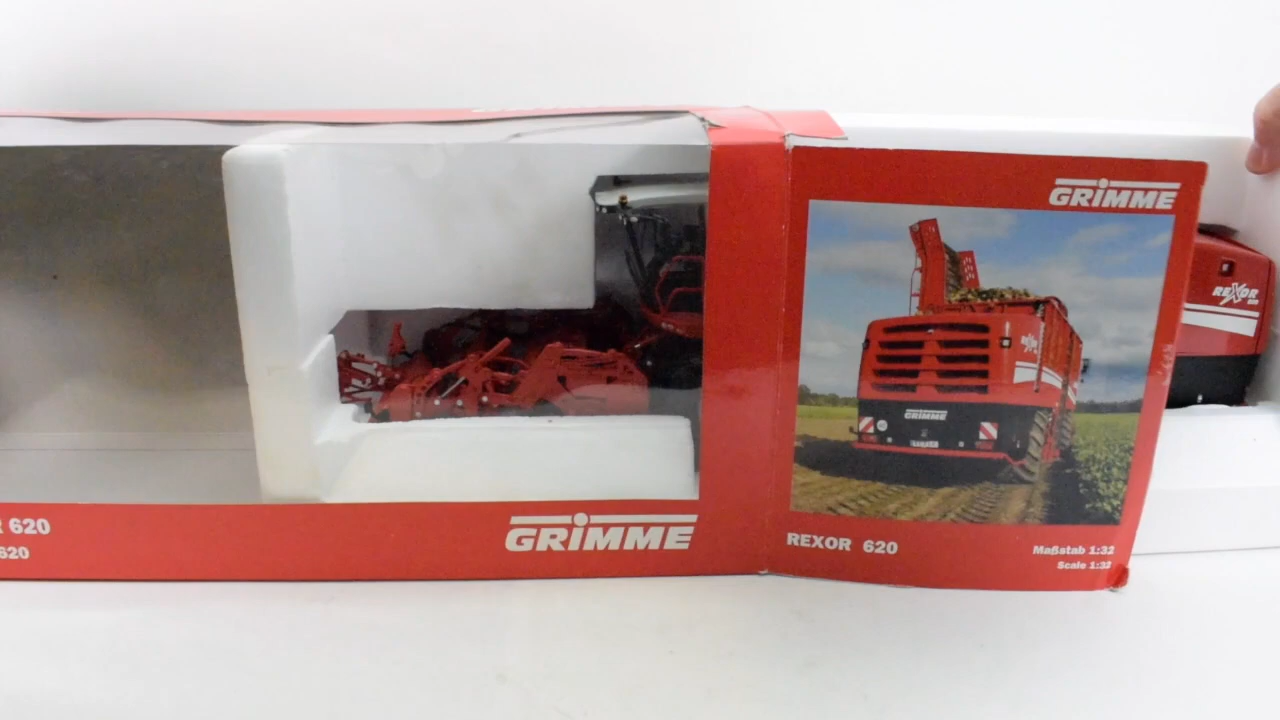 R 620
620
GRIMME
GRIMME
GRIMME
REXOR 620
Maßstab 1:32
Scale 1:32
REXOR